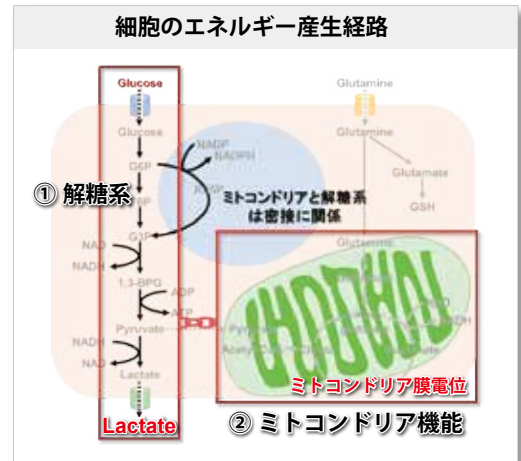 細胞のエネルギー産生経路
Glucose
Glutamine
Glucose
Glutamine
NADP
NADPH
G6P
Glutamate
① 解糖系
ミトコンドリアと解糖系
は密接に関係
GSH
G3P
NAD
Glutamine
NADH
1,3-BPG
ADP
ATP
Pyruvate
Pyruvate
NADH
NAD
Lactate
ミトコンドリア膜電位
Lactate
② ミトコンドリア機能